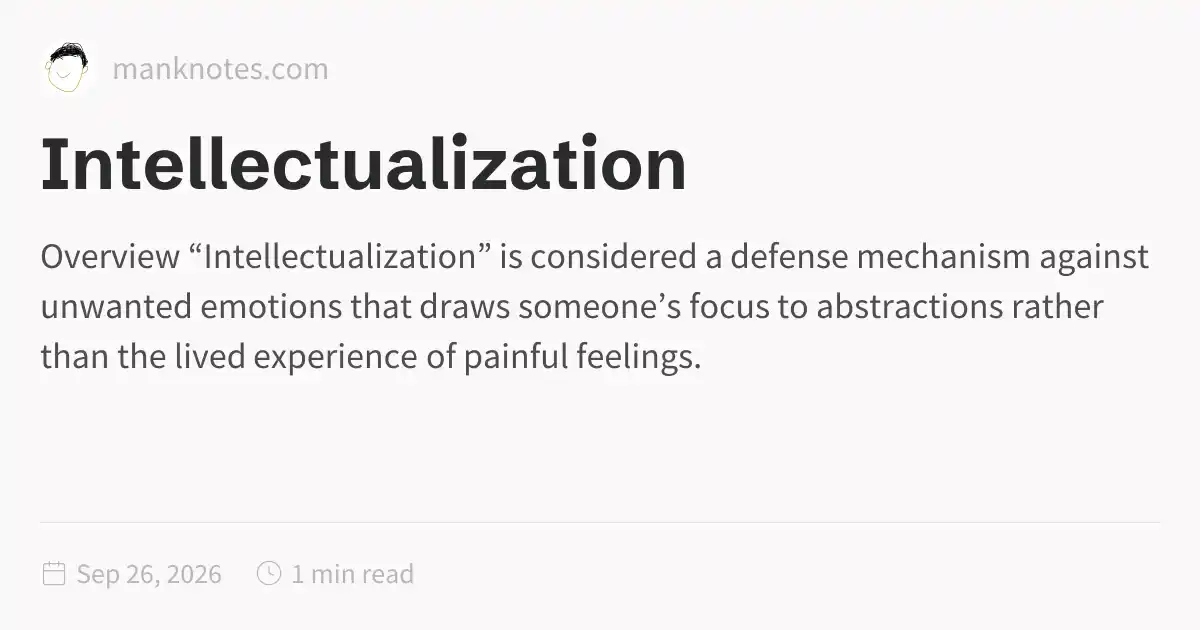 manknotes.com
Intellectualization
Overview “Intellectualization” is considered a defense mechanism against
unwanted emotions that draws someone’s focus to abstractions rather
than the lived experience of painful feelings.
Sep 26, 2026 1 min read